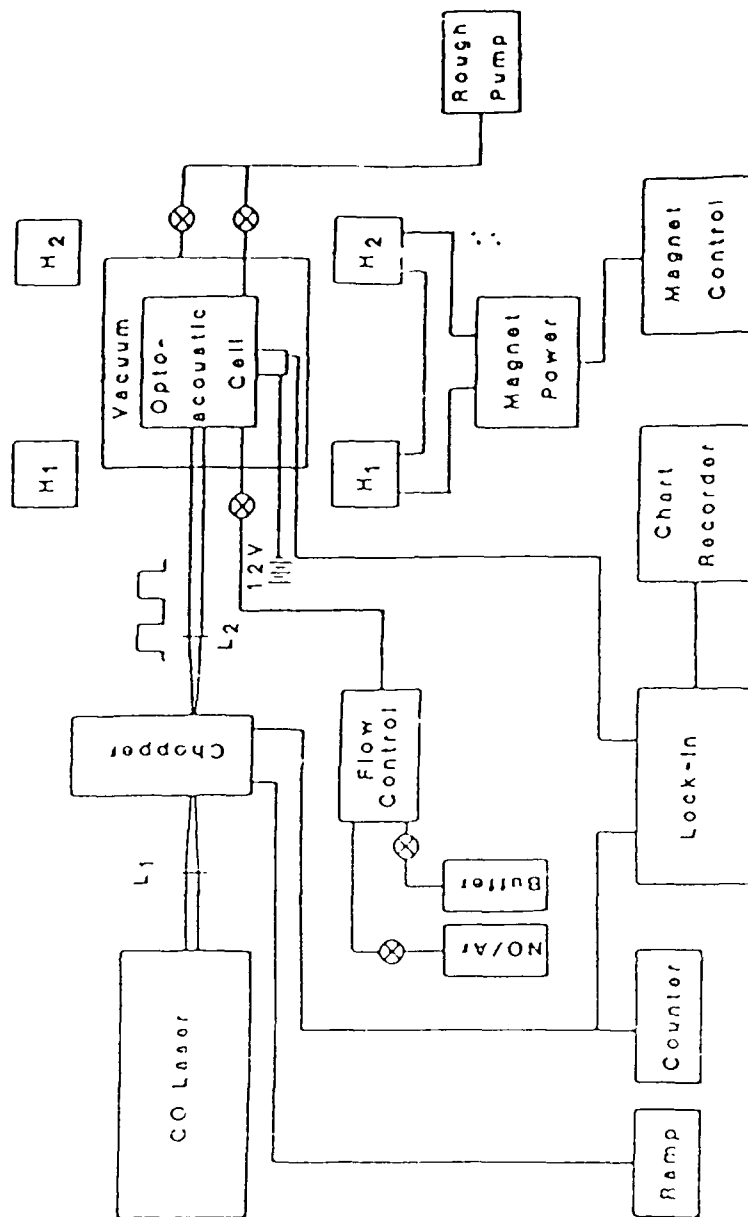 CO Laser
L1
Chopper
L2
H1
H2
Vacuum
Opto-
acoustic
Cell
12V
Rough
Pump
NO/Ar
Buffer
Flow
Control
H1
H2
Magnet
Power
Magnet
Control
Ramp
Counter
Lock-In
Chart
Recorder